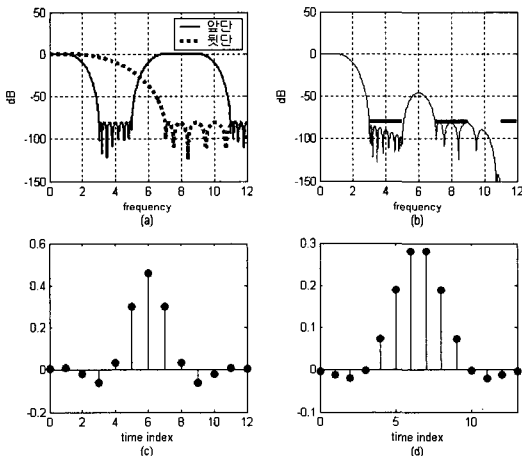 50
0
-50
-100
-150
dB
0 2 4 6 8 10 12
frequency
(a)
앞단
뒷단
50
0
-50
-100
-150
dB
0 2 4 6 8 10 12
frequency
(b)
0.6
0.4
0.2
0
-0.2
0 2 4 6 8 10 12
time index
(c)
0.3
0.2
0.1
0
-0.1
5 10
time index
(d)